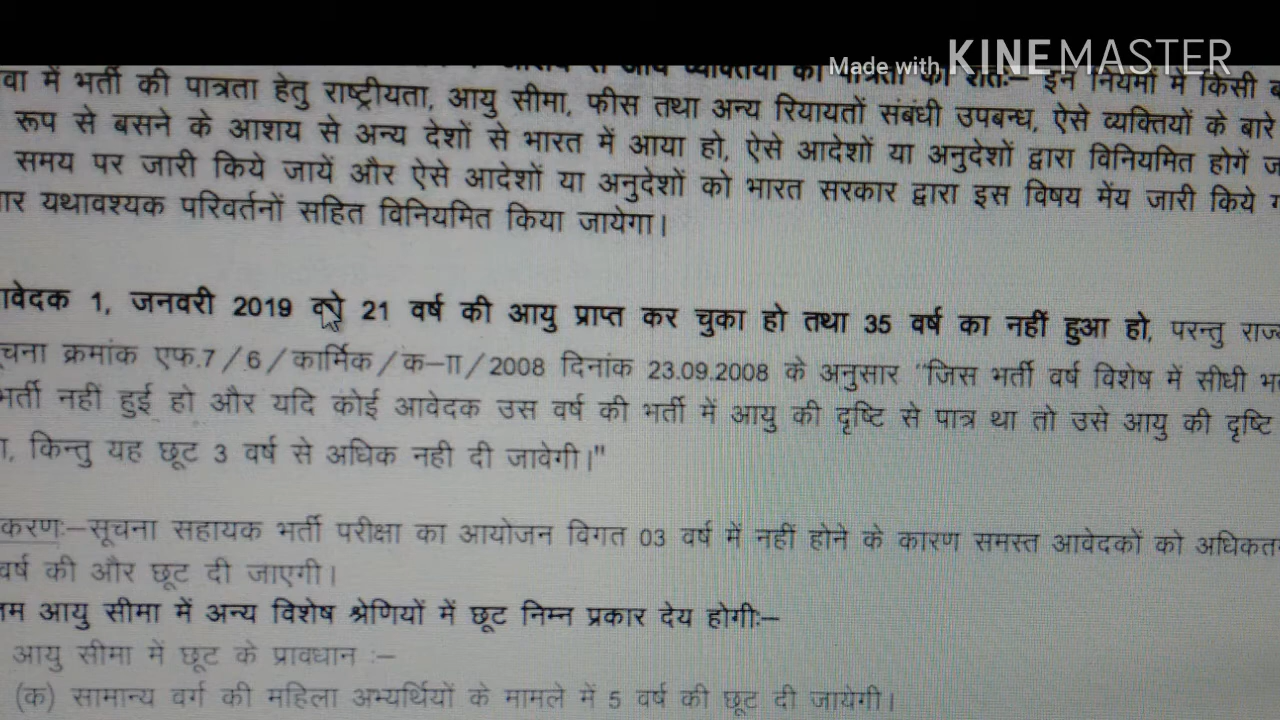 Made with KINEMASTER
में भर्ती की पात्रता हेतु राष्ट्रीयता, आयु सीमा, फीस तथा अन्य रियायतों संबंधी उपबन्ध, ऐसे व्यक्तियों के बारे
रूप से बसने के आशय से अन्य देशों से भारत में आया हो, ऐसे आदेशों या अनुदेशों द्वारा विनियमित होगें
समय पर जारी किये जायें और ऐसे आदेशों या अनुदेशों को भारत सरकार द्वारा इस विषय मेंय जारी किये
यथावश्यक परिवर्तनों सहित विनियमित किया जायेगा।
1, जनवरी 2019 को 21 वर्ष की आयु प्राप्त कर चुका हो तथा 35 वर्ष का नहीं हुआ हो, परन्तु
क्रमांक एफ.7/6/कार्मिक/क–II/2008 दिनांक 23.09.2008 के अनुसार "जिस भर्ती वर्ष विशेष में सीधी
नहीं हुई हो और यदि कोई आवेदक उस वर्ष की भर्ती में आयु की दृष्टि से पात्र था तो उसे आयु की दृष्टि
किन्तु यह छूट 3 वर्ष से अधिक नही दी जावेगी।"
करणः–सूचना सहायक भर्ती परीक्षा का आयोजन विगत 03 वर्ष में नहीं होने के कारण समस्त आवेदकों को
वर्ष की और छूट दी जाएगी।
आयु सीमा में अन्य विशेष श्रेणियों में छूट निम्न प्रकार देय होगीः–
आयु सीमा में छूट के प्रावधान :–
(क) सामान्य वर्ग की महिला अभ्यर्थियों के मामले में 5 वर्ष की छूट दी जायेगी।